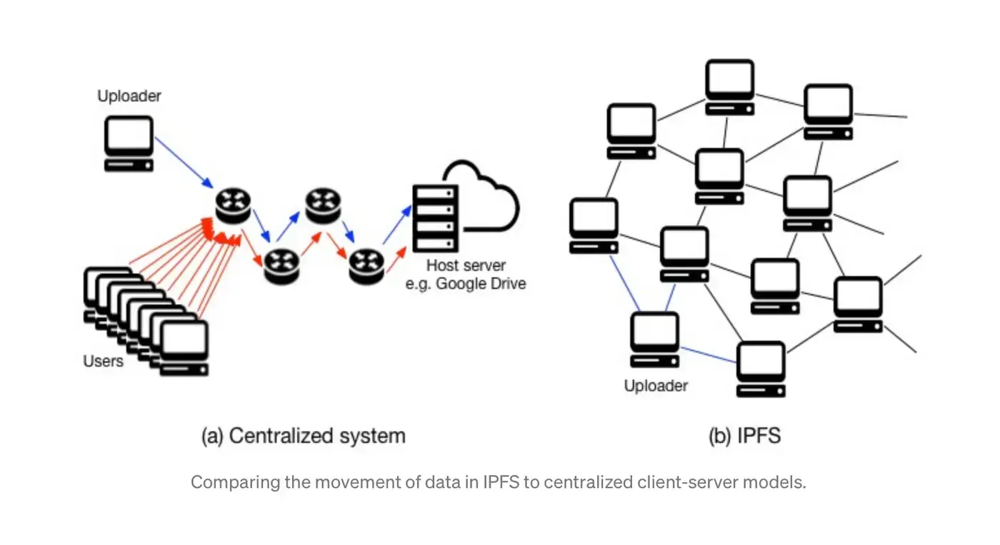 Uploader
Host server
e.g. Google Drive
Users
(a) Centralized system
Uploader
(b) IPFS
Comparing the movement of data in IPFS to centralized client-server models.